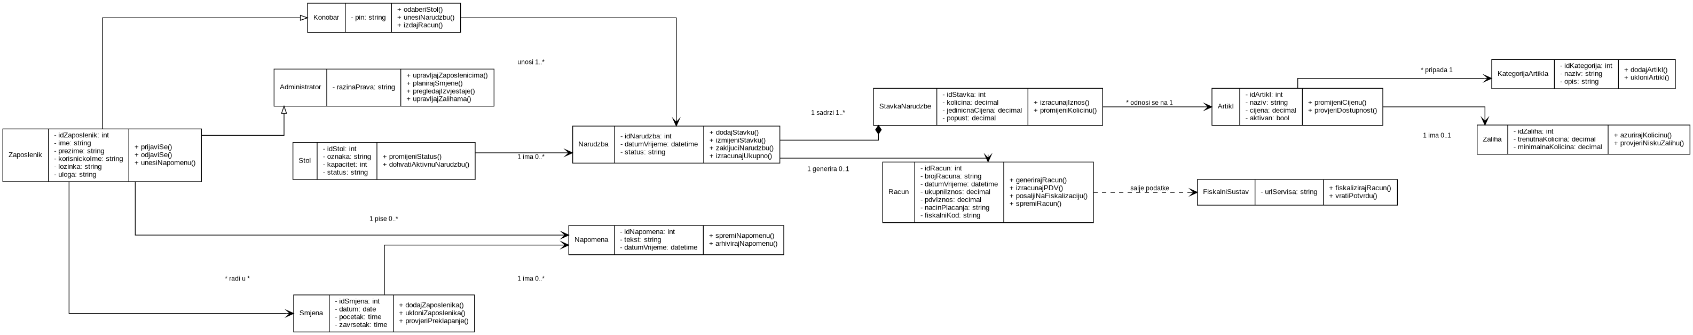 Konobar
- pin: string
+ odaberiStol()
+ unesiNarudzbu()
+ izdajRacun()
Administrator
- razinaPrava: string
+ upravljajZaposlenicima()
+ planirajSmjene()
+ pregledajIzvjestaje()
+ upravljajZalihama()
unosi 1..*
Zaposlenik
- idZaposlenik: int
- ime: string
- prezime: string
- korisnickoIme: string
- lozinka: string
- uloga: string
+ prijaviSe()
+ odjaviSe()
+ unesiNapomenu()
Stol
- idStol: int
- oznaka: string
- kapacitet: int
- status: string
+ promijeniStatus()
+ dohvatiAktivnuNarudzbu()
1 ima 0..*
Narudzba
- idNarudzba: int
- datumVrijeme: datetime
- status: string
+ dodajStavku()
+ izmijeniStavku()
+ zakljuciNarudzbu()
+ izracunajUkupno()
1 sadrzi 1..*
1 generira 0..1
StavkaNarudzbe
- idStavka: int
- kolicina: decimal
- jedinicnaCijena: decimal
- popust: decimal
+ izracunajIznos()
+ promijeniKolicinu()
* odnosi se na 1
Artikl
- idArtikl: int
- naziv: string
- cijena: decimal
- aktivan: bool
+ promijeniCijenu()
+ provjeriDostupnost()
* pripada 1
KategorijaArtikla
- idKategorija: int
- naziv: string
- opis: string
+ dodajArtikl()
+ ukloniArtikl()
1 ima 0..1
Zaliha
- idZaliha: int
- trenutnaKolicina: decimal
- minimalnaKolicina: decimal
+ azurirajKolicinu()
+ provjeriNiskuZalihu()
Racun
- idRacun: int
- brojRacuna: string
- datumVrijeme: datetime
- ukupniIznos: decimal
- pdvIznos: decimal
- nacinPlacanja: string
- fiskalniKod: string
+ generirajRacun()
+ izracunajPDV()
+ posaljiNaFiskalizaciju()
+ spremiRacun()
salje podatke
FiskalniSustav
- urlServisa: string
+ fiskalizirajRacun()
+ vratiPotvrdu()
1 pise 0..*
Napomena
- idNapomena: int
- tekst: string
- datumVrijeme: datetime
+ spremiNapomenu()
+ arhivirajNapomenu()
* radi u *
1 ima 0..*
Smjena
- idSmjena: int
- datum: date
- pocetak: time
- zavrsetak: time
+ dodajZaposlenika()
+ ukloniZaposlenika()
+ provjeriPreklapanje()